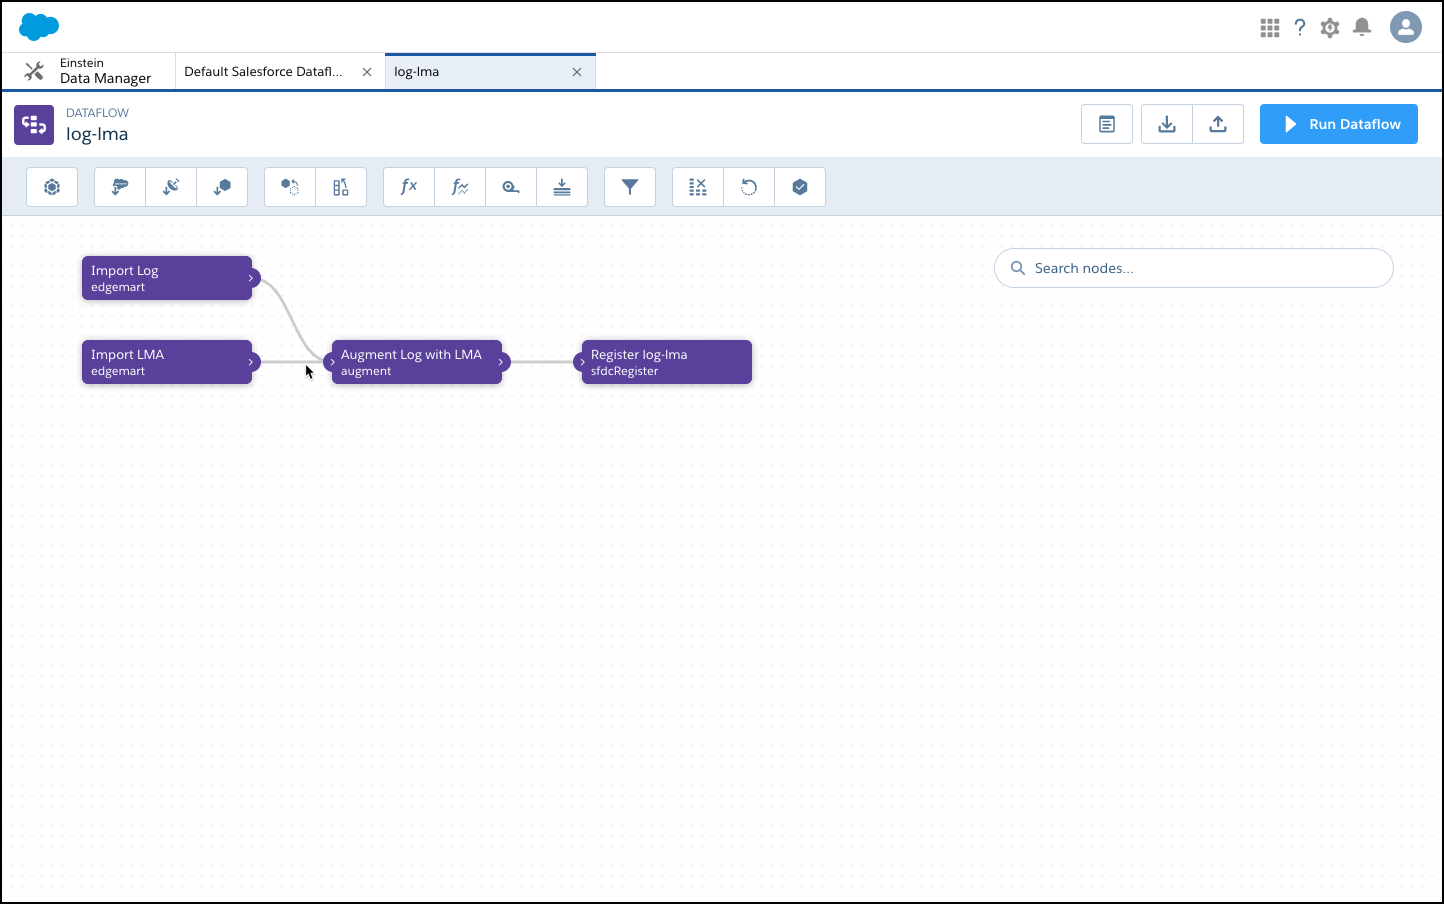 Einstein
Data Manager
Default Salesforce Datafl...
log-lma
DATAFLOW
log-lma
Run Dataflow
Import Log
edgemart
Search nodes...
Import LMA
edgemart
Augment Log with LMA
augment
Register log-lma
sfdcRegister